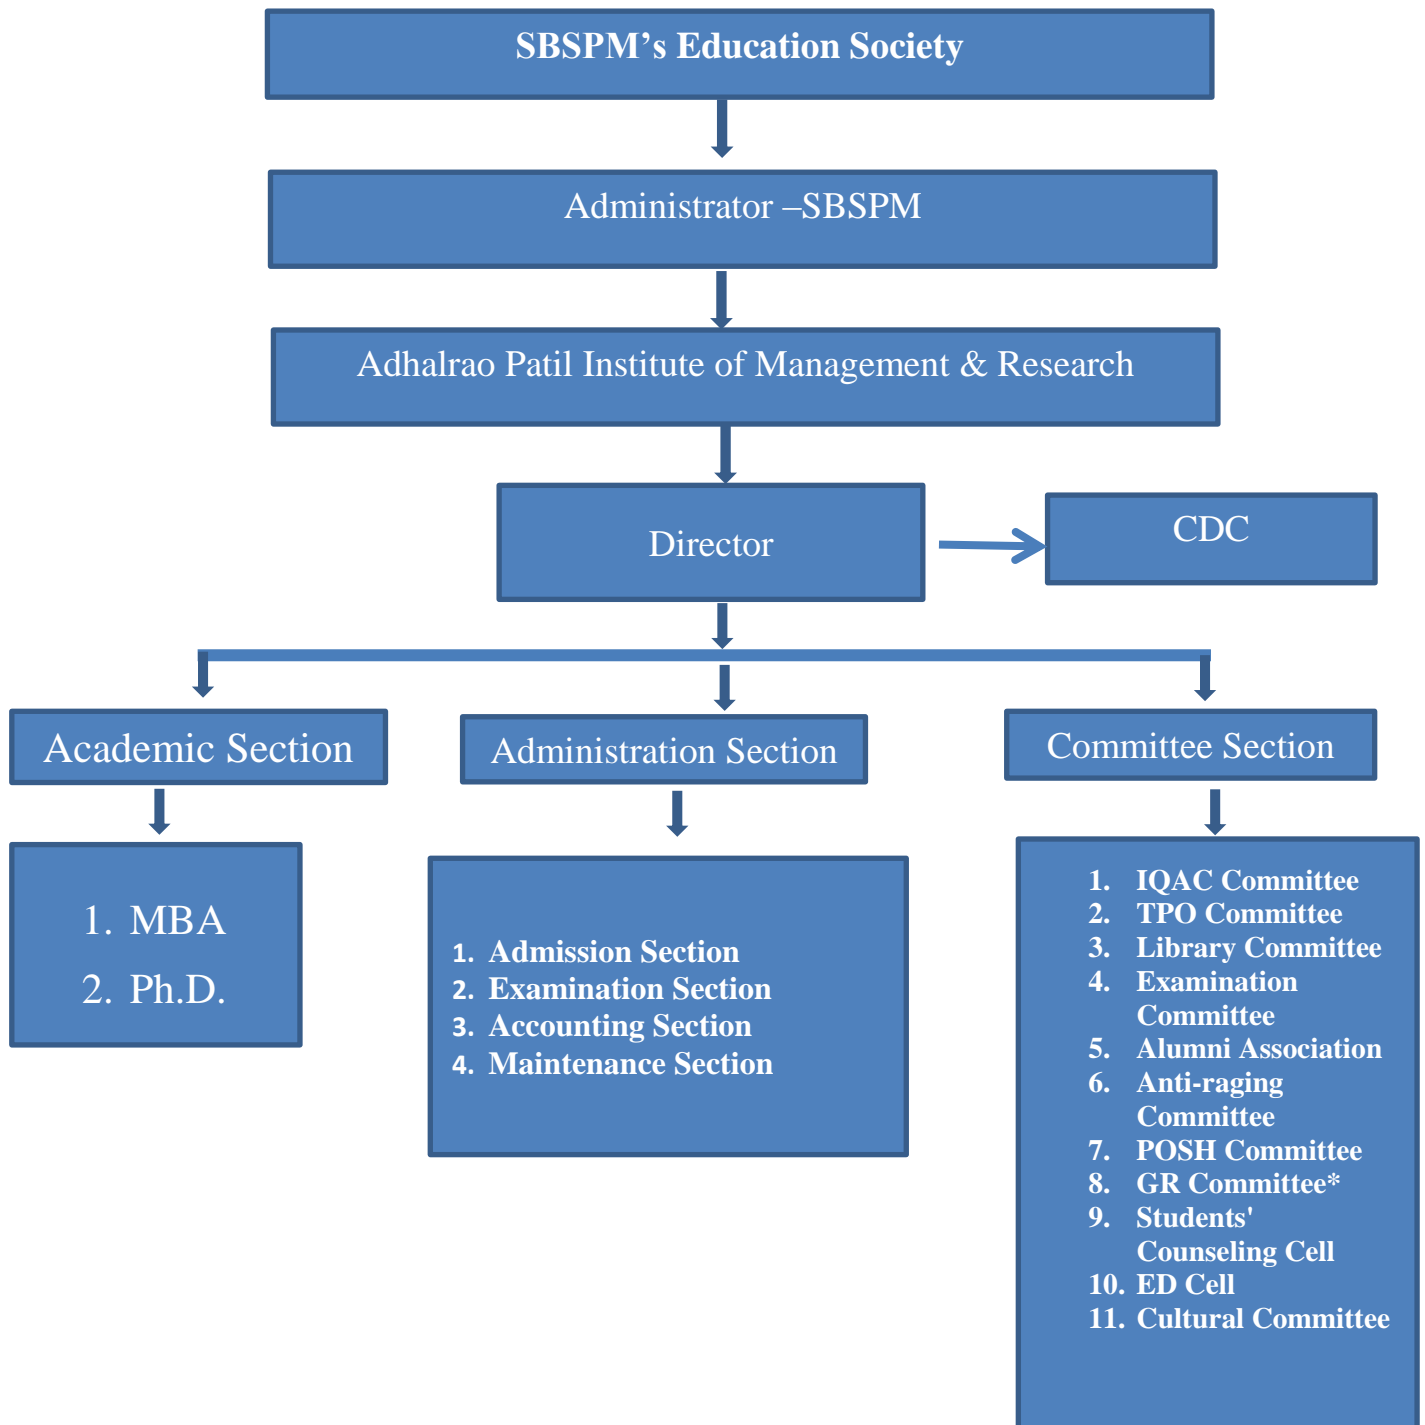 SBSPM’s Education Society
Administrator –SBSPM
Adhalrao Patil Institute of Management & Research
Director
CDC
Academic Section
Administration Section
Committee Section
1. MBA
2. Ph.D.
1. Admission Section
2. Examination Section
3. Accounting Section
4. Maintenance Section
1. IQAC Committee
2. TPO Committee
3. Library Committee
4. Examination
Committee
5. Alumni Association
6. Anti-raging
Committee
7. POSH Committee
8. GR Committee*
9. Students'
Counseling Cell
10. ED Cell
11. Cultural Committee